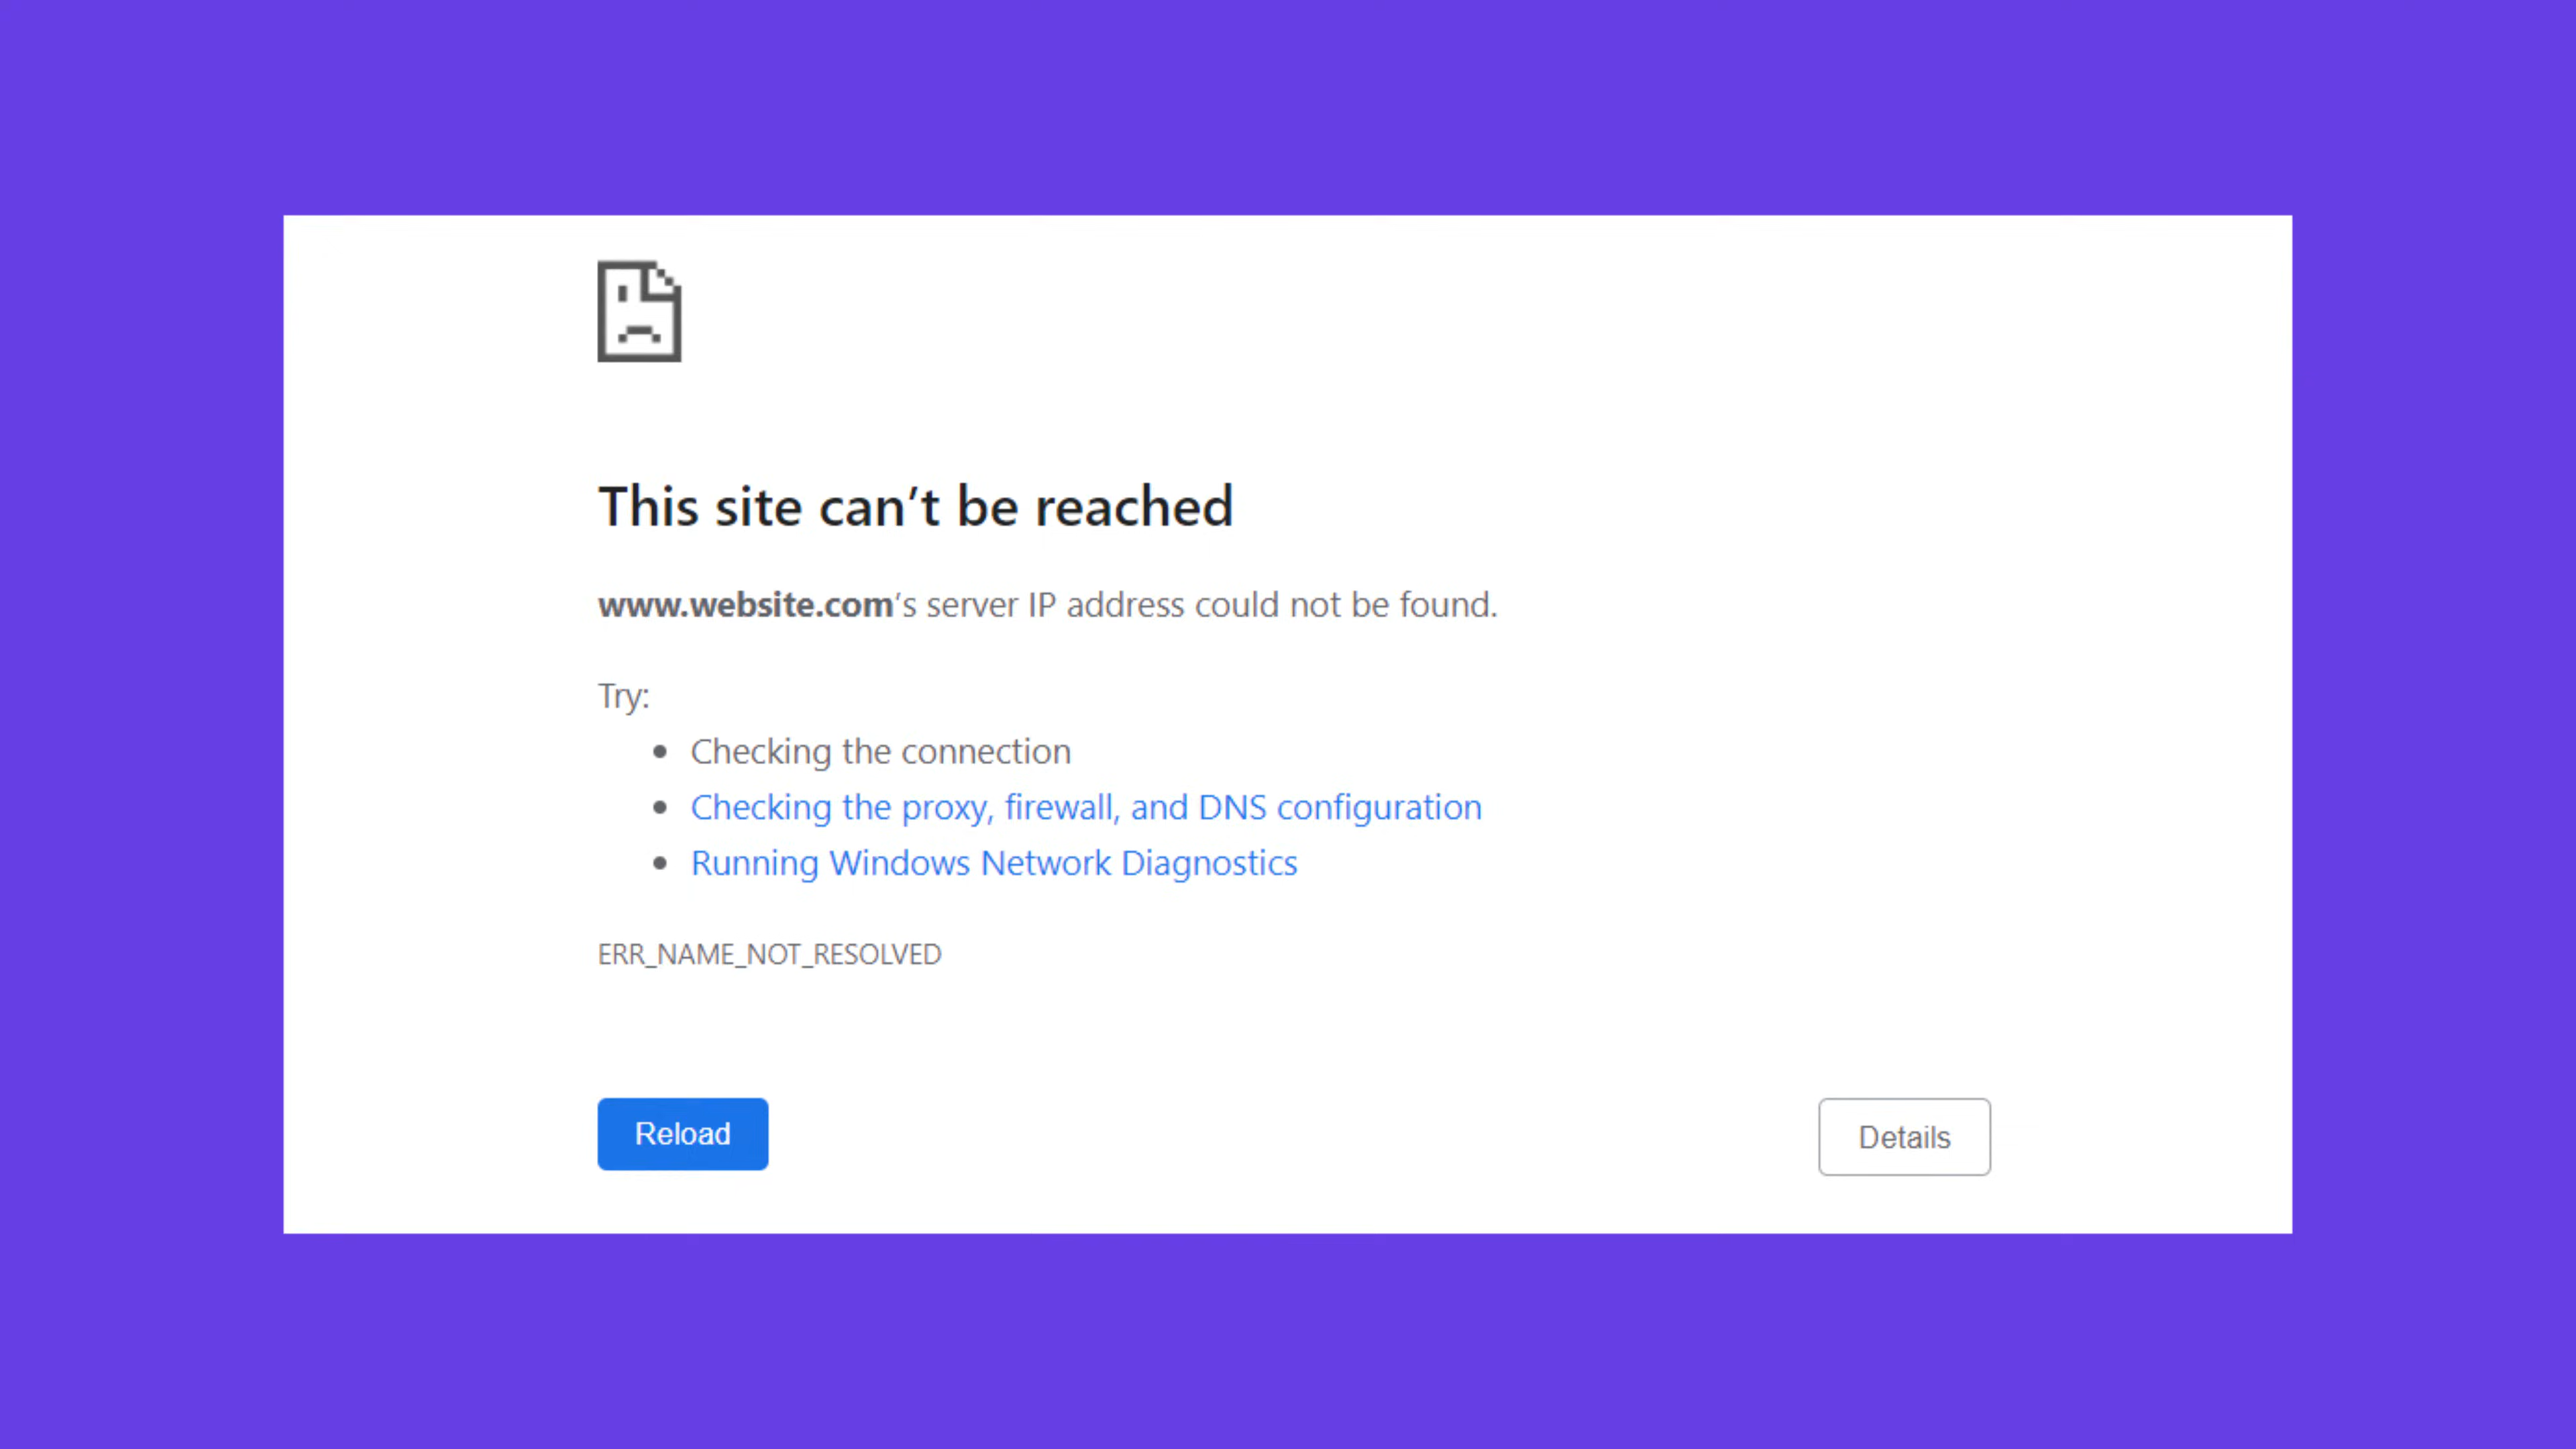 This site can’t be reached
www.website.com’s server IP address could not be found.
Try:
Checking the connection
Checking the proxy, firewall, and DNS configuration
Running Windows Network Diagnostics
ERR_NAME_NOT_RESOLVED
Reload
Details